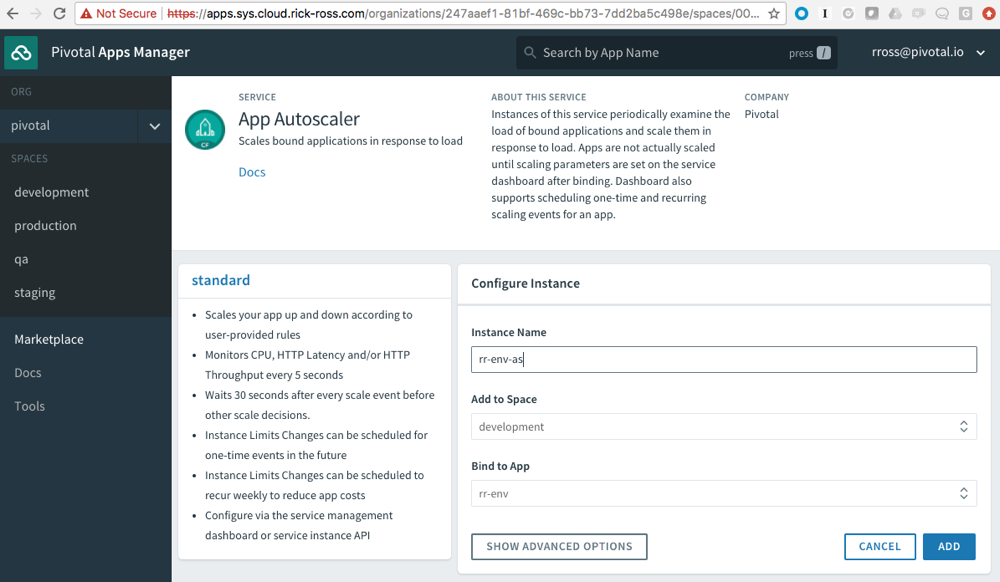 Not Secure https://apps.sys.cloud.rick-ross.com/organizations/247aaef1-81bf-469c-bb73-7dd2ba5c498e/spaces/00...
Pivotal Apps Manager
Search by App Name
press /
rross@pivotal.io
ORG
pivotal
SPACES
development
production
qa
staging
Marketplace
Docs
Tools
SERVICE
App Autoscaler
Scales bound applications in response to load
Docs
CF
ABOUT THIS SERVICE
Instances of this service periodically examine the
load of bound applications and scale them in
response to load. Apps are not actually scaled
until scaling parameters are set on the service
dashboard after binding. Dashboard also
supports scheduling one-time and recurring
scaling events for an app.
COMPANY
Pivotal
standard
Scales your app up and down according to
user-provided rules
Monitors CPU, HTTP Latency and/or HTTP
Throughput every 5 seconds
Waits 30 seconds after every scale event before
other scale decisions.
Instance Limits Changes can be scheduled for
one-time events in the future
Instance Limits Changes can be scheduled to
recur weekly to reduce app costs
Configure via the service management
dashboard or service instance API
Configure Instance
Instance Name
rr-env-as
Add to Space
development
Bind to App
rr-env
SHOW ADVANCED OPTIONS
CANCEL
ADD